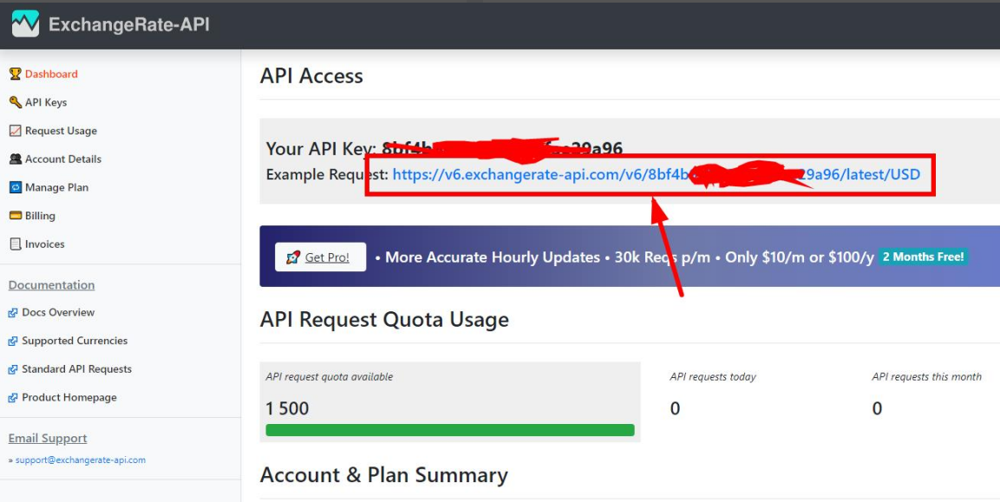 ExchangeRate-API
Dashboard
API Keys
Request Usage
Account Details
Manage Plan
Billing
Invoices
Documentation
Docs Overview
Supported Currencies
Standard API Requests
Product Homepage
Email Support
» support@exchangerate-api.com
API Access
Your API Key: 8bf4b 29a96
Example Request: https://v6.exchangerate-api.com/v6/8bf4b 29a96/latest/USD
Get Pro! • More Accurate Hourly Updates • 30k Reqs p/m • Only $10/m or $100/y 2 Months Free!
API Request Quota Usage
API request quota available
1 500
API requests today
0
API requests this month
0
Account & Plan Summary